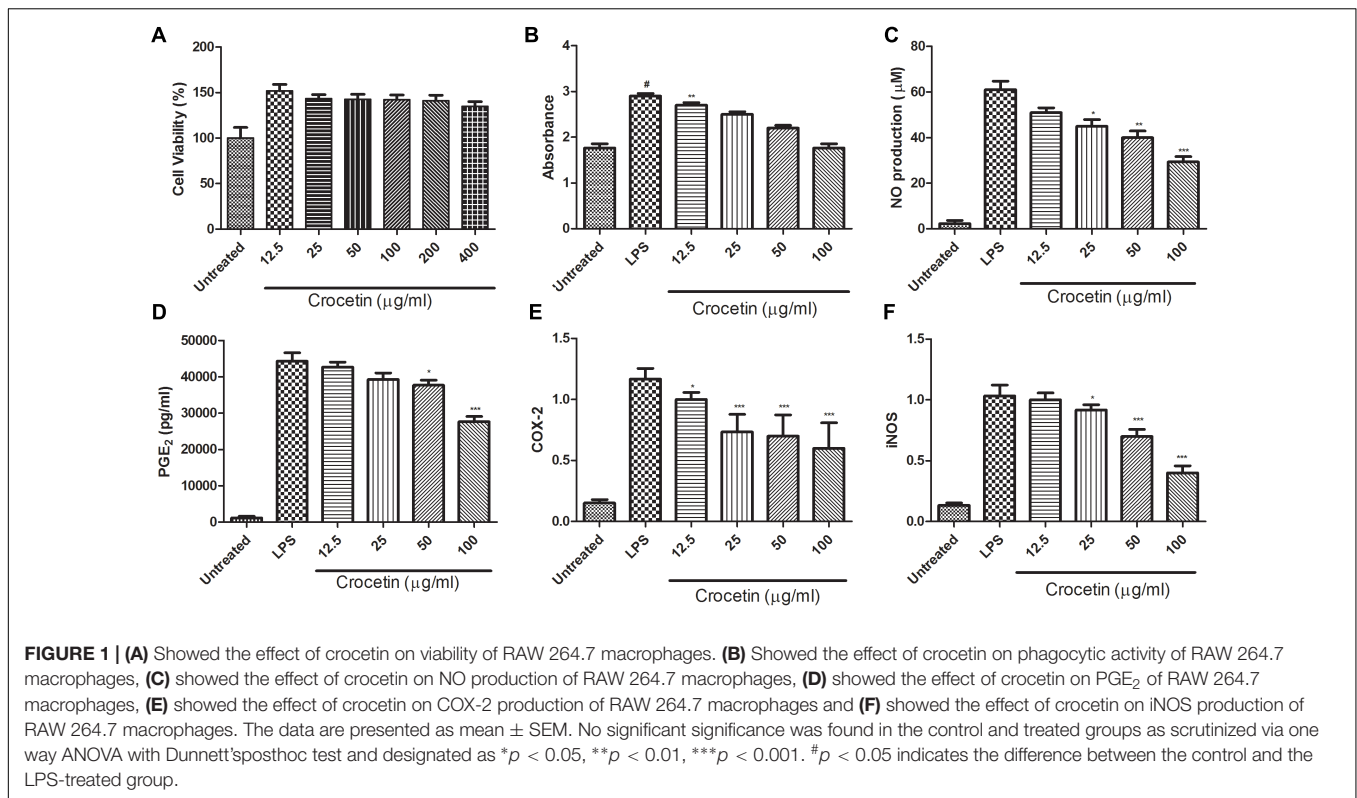 A
Cell Viability (%)
200
150
100
50
0
Untreated
12.5
25
50
100
200
400
Crocetin (μg/ml)
B
Absorbance
4
3
2
1
0
#
**
Untreated
LPS
12.5
25
50
100
Crocetin (μg/ml)
C
NO production ( μM)
80
60
40
20
0
*
**
***
Untreated
LPS
12.5
25
50
100
Crocetin (μg/ml)
D
PGE₂ (pg/ml)
50000
40000
30000
20000
10000
0
*
***
Untreated
LPS
12.5
25
50
100
Crocetin (μg/ml)
E
COX-2
1.5
1.0
0.5
0.0
*
***
***
***
Untreated
LPS
12.5
25
50
100
Crocetin (μg/ml)
F
iNOS
1.5
1.0
0.5
0.0
*
***
***
Untreated
LPS
12.5
25
50
100
Crocetin (μg/ml)
FIGURE 1 | (A) Showed the effect of crocetin on viability of RAW 264.7 macrophages. (B) Showed the effect of crocetin on phagocytic activity of RAW 264.7
macrophages, (C) showed the effect of crocetin on NO production of RAW 264.7 macrophages, (D) showed the effect of crocetin on PGE₂ of RAW 264.7
macrophages, (E) showed the effect of crocetin on COX-2 production of RAW 264.7 macrophages and (F) showed the effect of crocetin on iNOS production of
RAW 264.7 macrophages. The data are presented as mean ± SEM. No significant significance was found in the control and treated groups as scrutinized via one
way ANOVA with Dunnett'sposthoc test and designated as *p < 0.05, **p < 0.01, ***p < 0.001. #p < 0.05 indicates the difference between the control and the
LPS-treated group.